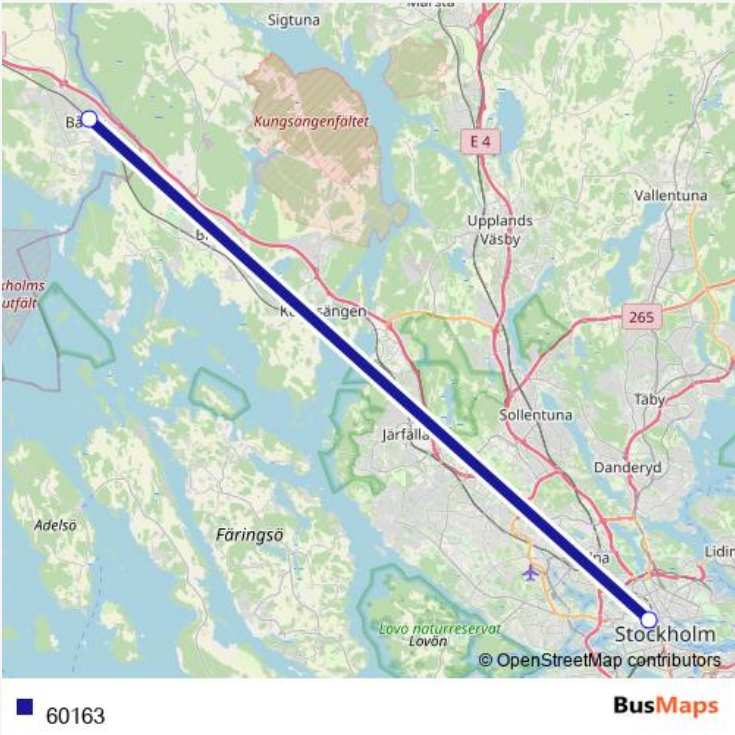 Sigtuna
Kungsängenfältet
E 4
Vallentuna
Upplands
Väsby
265
Täby
Sollentuna
Järfälla
Danderyd
Adelsö
Färingsö
Lovö naturreservat
Lovön
Stockholm
© OpenStreetMap contributors
60163
BusMaps